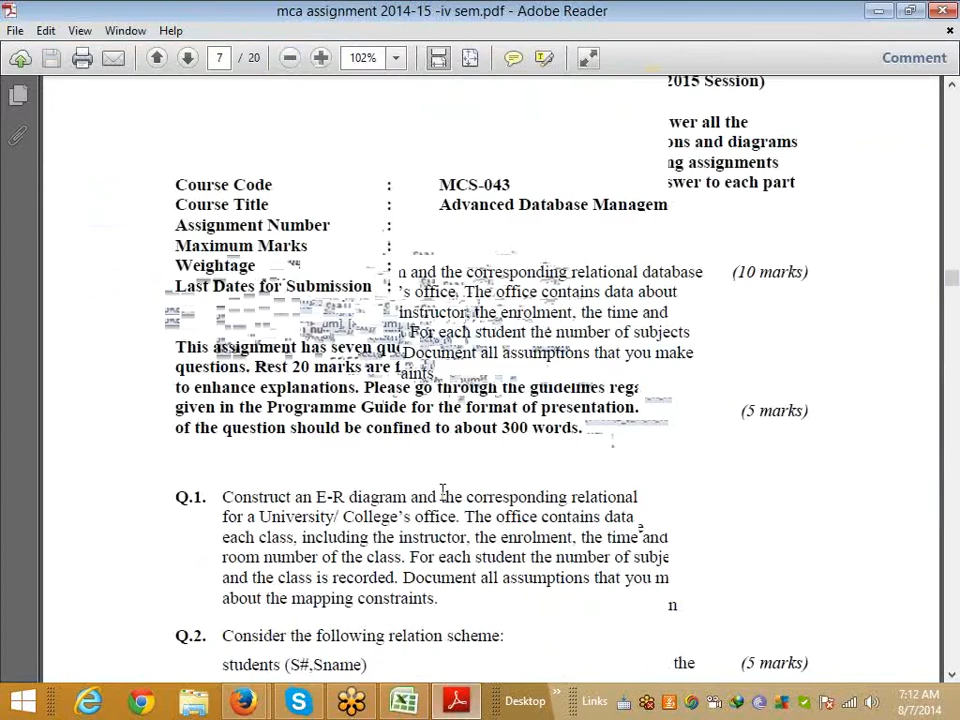 mca assignment 2014-15 -iv sem.pdf - Adobe Reader
File Edit View Window Help
7 / 20 102% Comment
2015 Session)
wer all the
ons and diagrams
ng assignments
swer to each part
Course Code : MCS-043
Course Title : Advanced Database Managem
Assignment Number :
Maximum Marks :
Weightage :
n and the corresponding relational database (10 marks)
Last Dates for Submission :
's office. The office contains data about
instructor, the enrolment, the time and
For each student the number of subjects
This assignment has seven que
Document all assumptions that you make
questions. Rest 20 marks are f
aints.
to enhance explanations. Please go through the guidelines rega
given in the Programme Guide for the format of presentation. (5 marks)
of the question should be confined to about 300 words.
Q.1. Construct an E-R diagram and the corresponding relational
for a University/ College's office. The office contains data
each class, including the instructor, the enrolment, the time and
room number of the class. For each student the number of subje
and the class is recorded. Document all assumptions that you m
about the mapping constraints.
Q.2. Consider the following relation scheme:
students (S#,Sname) the (5 marks)
Desktop Links 7:12 AM
8/7/2014